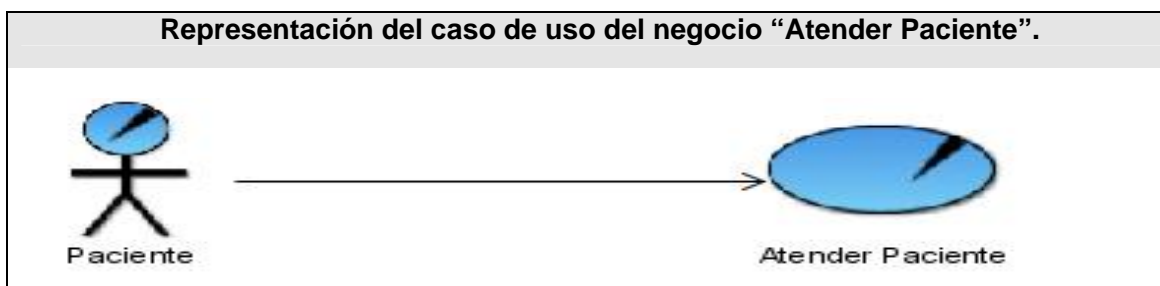 Representación del caso de uso del negocio “Atender Paciente”.
Paciente
Atender Paciente